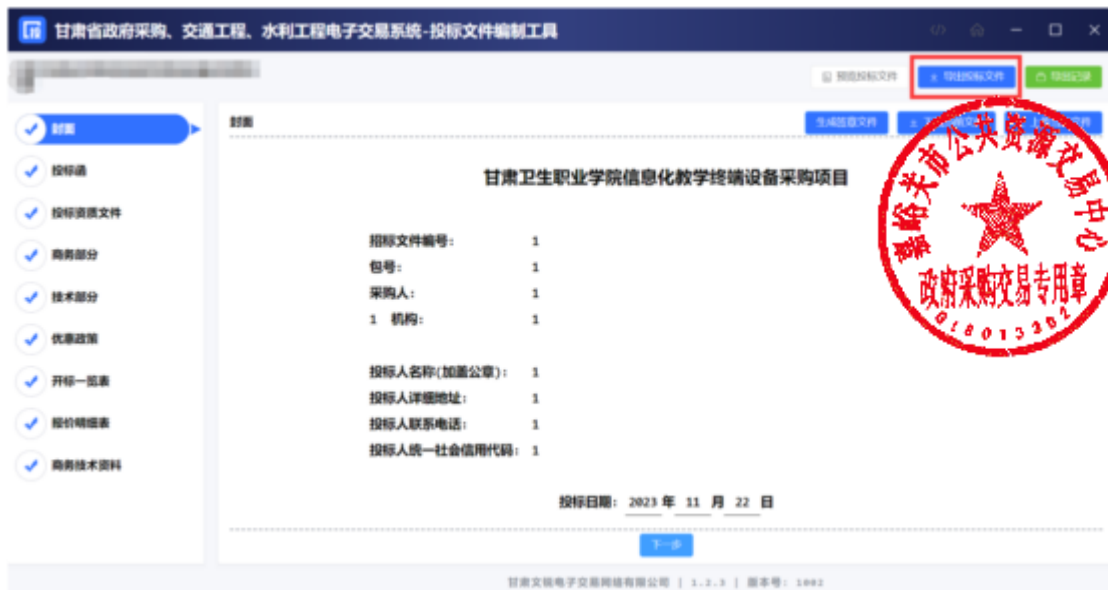 甘肃省政府采购、交通工程、水利工程电子交易系统-投标文件编制工具
预览投标文件 导出投标文件 导出记录
封面
封面
生成签章文件
投标函
投标资质文件
商务部分
技术部分
优惠政策
开标一览表
报价明细表
商务技术资料
甘肃卫生职业学院信息化教学终端设备采购项目
招标文件编号: 1
包号: 1
采购人: 1
1 机构: 1
投标人名称(加盖公章): 1
投标人详细地址: 1
投标人联系电话: 1
投标人统一社会信用代码: 1
投标日期: 2023 年 11 月 22 日
下一步
嘉峪关市公共资源交易中心
政府采购交易专用章
甘肃文锐电子交易网络有限公司 | 1.2.3 | 版本号: 1002